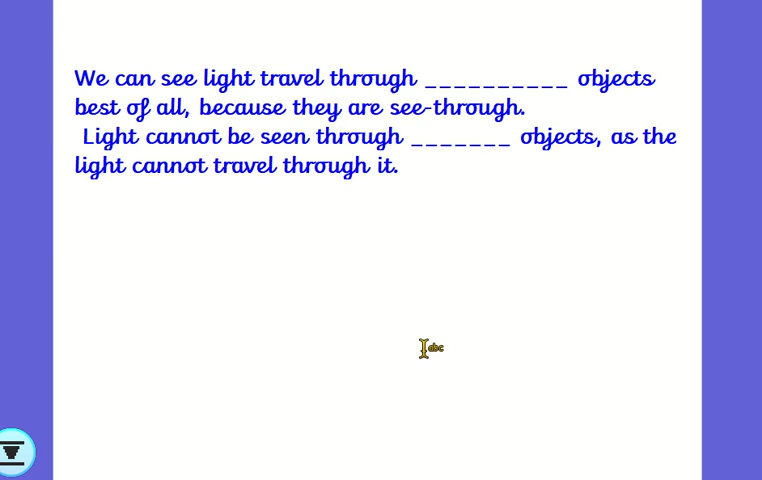 We can see light travel through __________ objects
best of all, because they are see-through.
Light cannot be seen through _______ objects, as the
light cannot travel through it.
abc